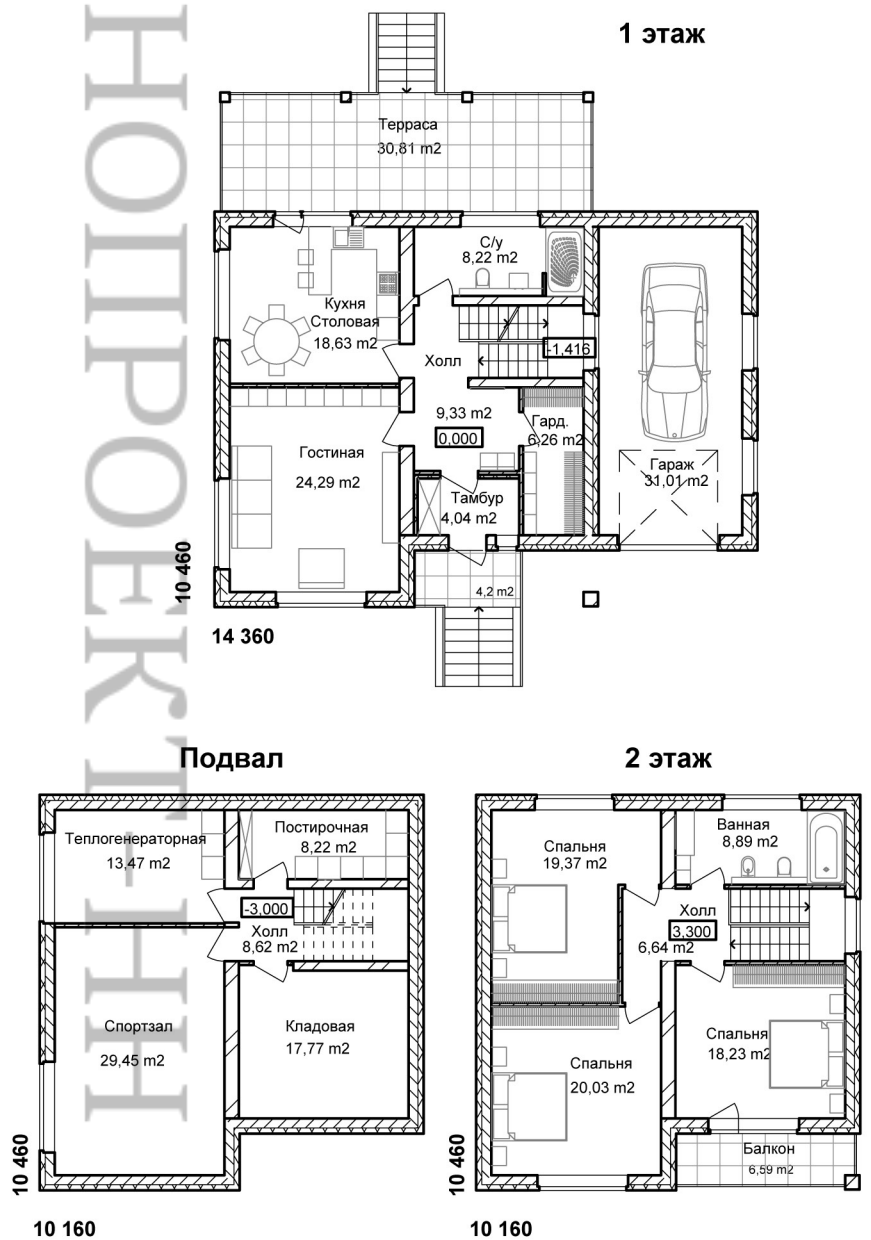 1 этаж
Терраса
30,81 m2
С/у
8,22 m2
Кухня
Столовая
18,63 m2
-1,416
Холл
9,33 m2
0,000
Гард.
6,26 m2
Гостиная
24,29 m2
Гараж
31,01 m2
Тамбур
4,04 m2
4,2 m2
10 460
14 360
Подвал
Теплогенераторная
13,47 m2
Постирочная
8,22 m2
-3,000
Холл
8,62 m2
Спортзал
29,45 m2
Кладовая
17,77 m2
10 460
10 160
2 этаж
Спальня
19,37 m2
Ванная
8,89 m2
Холл
3,300
6,64 m2
Спальня
18,23 m2
Спальня
20,03 m2
Балкон
6,59 m2
10 460
10 160
НОПРОЕКТ-НН